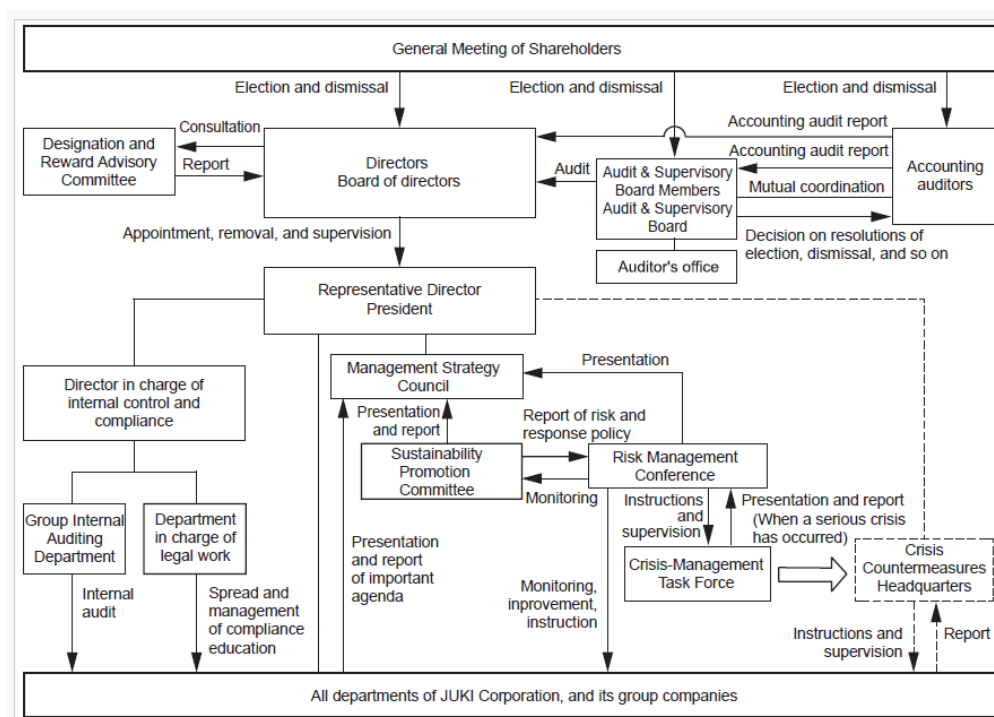 General Meeting of Shareholders
Election and dismissal
Election and dismissal
Election and dismissal
Designation and
Reward Advisory
Committee
Consultation
Report
Directors
Board of directors
Audit
Audit & Supervisory
Board Members
Audit & Supervisory
Board
Accounting audit report
Accounting audit report
Mutual coordination
Accounting
auditors
Decision on resolutions of
election, dismissal, and so on
Auditor's office
Appointment, removal, and supervision
Representative Director
President
Director in charge of
internal control and
compliance
Management Strategy
Council
Presentation
Presentation
and report
Report of risk and
response policy
Sustainability
Promotion
Committee
Monitoring
Risk Management
Conference
Group Internal
Auditing
Department
Department
in charge of
legal work
Presentation
and report
of important
agenda
Instructions
and
supervision
Presentation and report
(When a serious crisis
has occurred)
Crisis-Management
Task Force
Crisis
Countermeasures
Headquarters
Internal
audit
Spread and
management
of compliance
education
Monitoring,
inprovement,
instruction
Instructions and
supervision
Report
All departments of JUKI Corporation, and its group companies